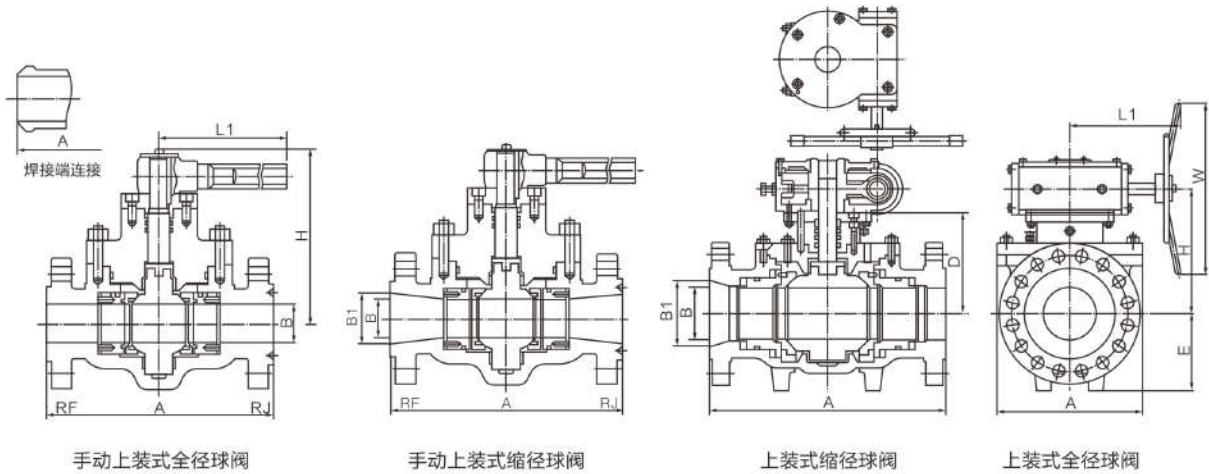 A
焊接端连接
L1
H
B
RF A RJ
手动上装式全径球阀
B1
B
RF A RJ
手动上装式缩径球阀
B1
B
D
A
上装式缩径球阀
L1
W
H
E
A
上装式全径球阀